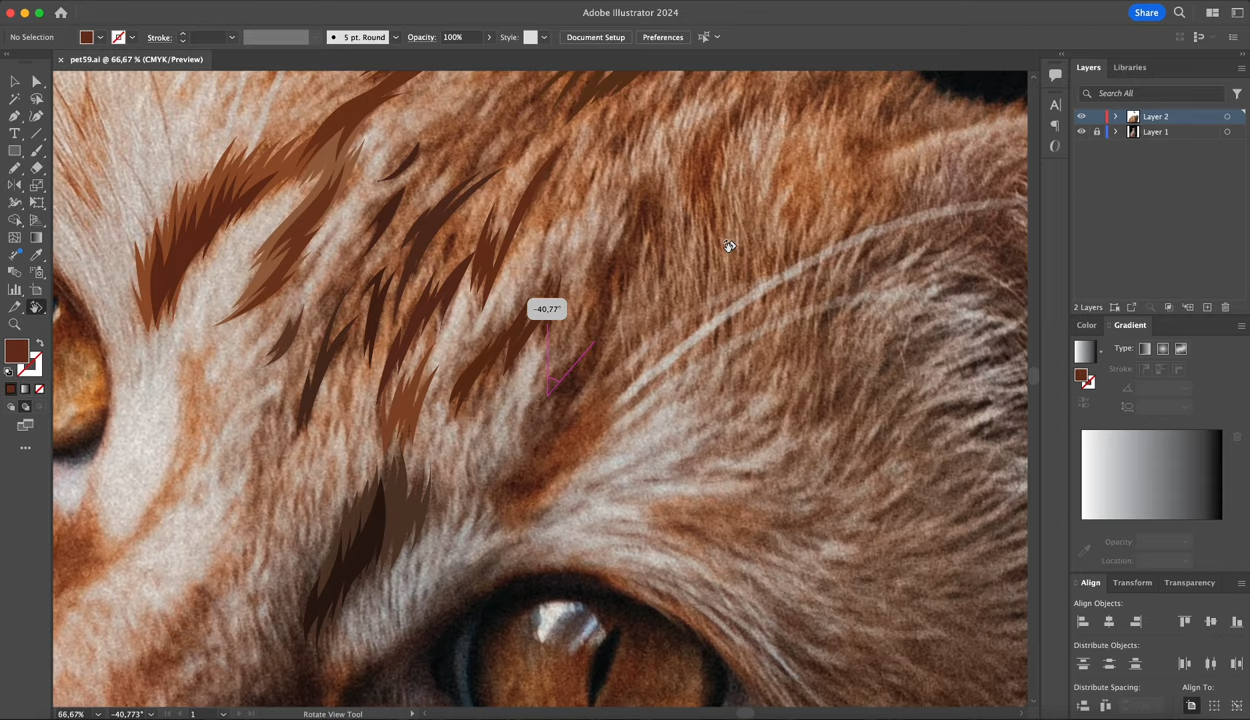 Adobe Illustrator 2024
Share
No Selection
Stroke:
5 pt. Round
Opacity:
100%
Style:
Document Setup
Preferences
pet59.ai @ 66,67 % (CMYK/Preview)
Layers
Libraries
Search All
Layer 2
Layer 1
-40,77°
2 Layers
Color
Gradient
Type:
Stroke:
Opacity:
Location:
Align
Transform
Transparency
Align Objects:
Distribute Objects:
Distribute Spacing:
Align To:
66,67%
-40,773°
1
Rotate View Tool